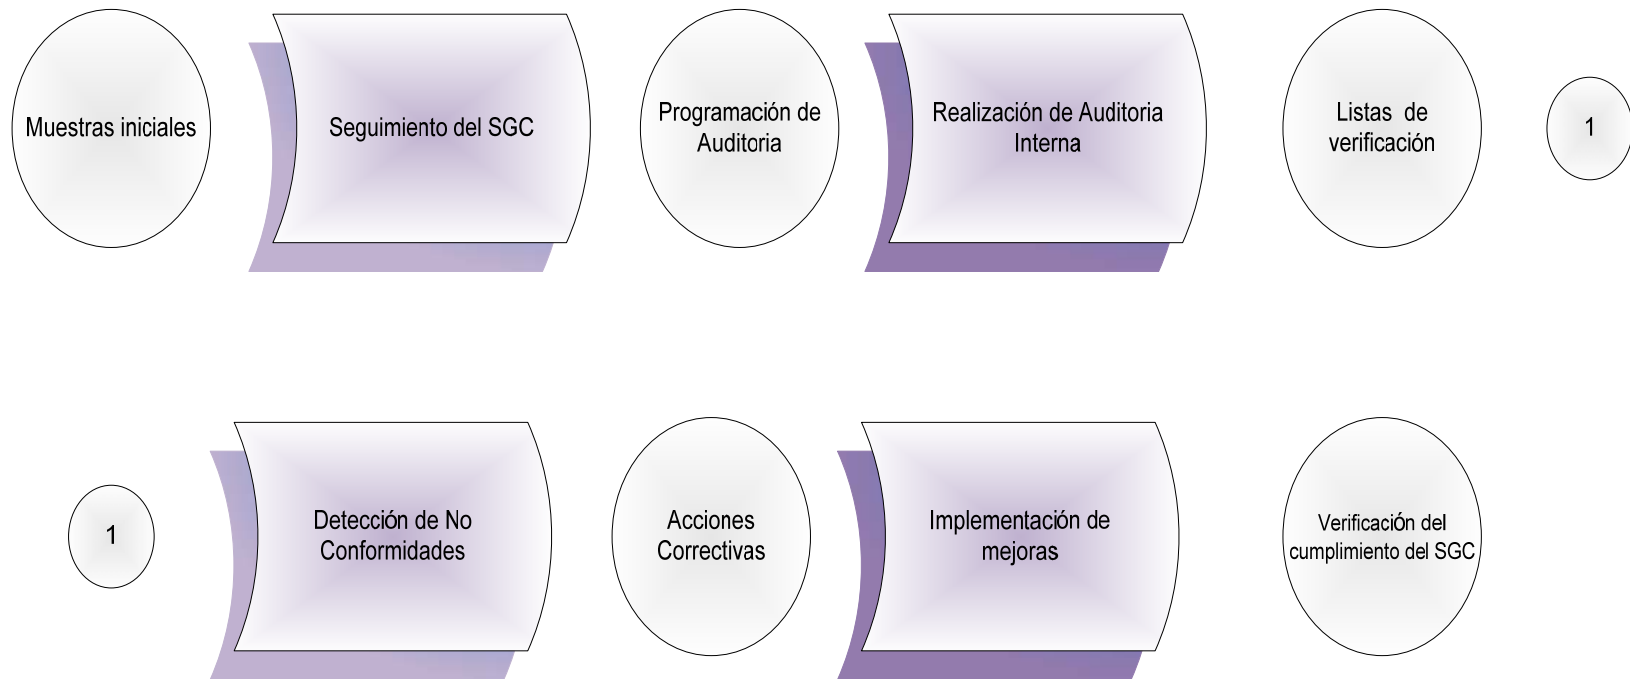 Muestras iniciales
Seguimiento del SGC
Programación de
Auditoria
Realización de Auditoria
Interna
Listas de
verificación
1
1
Detección de No
Conformidades
Acciones
Correctivas
Implementación de
mejoras
Verificación del
cumplimiento del SGC